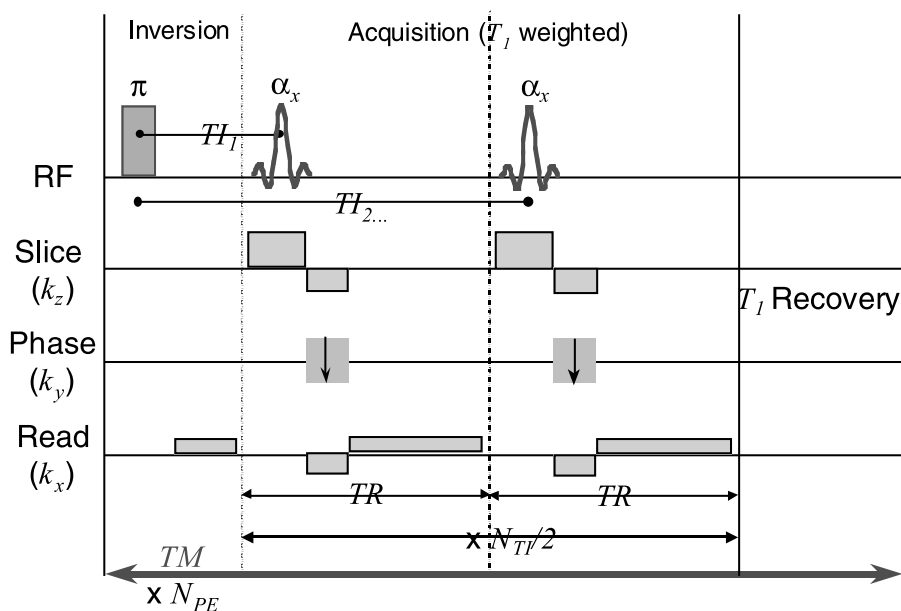 Inversion
Acquisition (T1 weighted)
π
αx
αx
TI1
RF
TI2...
Slice
(kz)
T1 Recovery
Phase
(ky)
Read
(kx)
TR
TR
x NTI/2
TM
x NPE